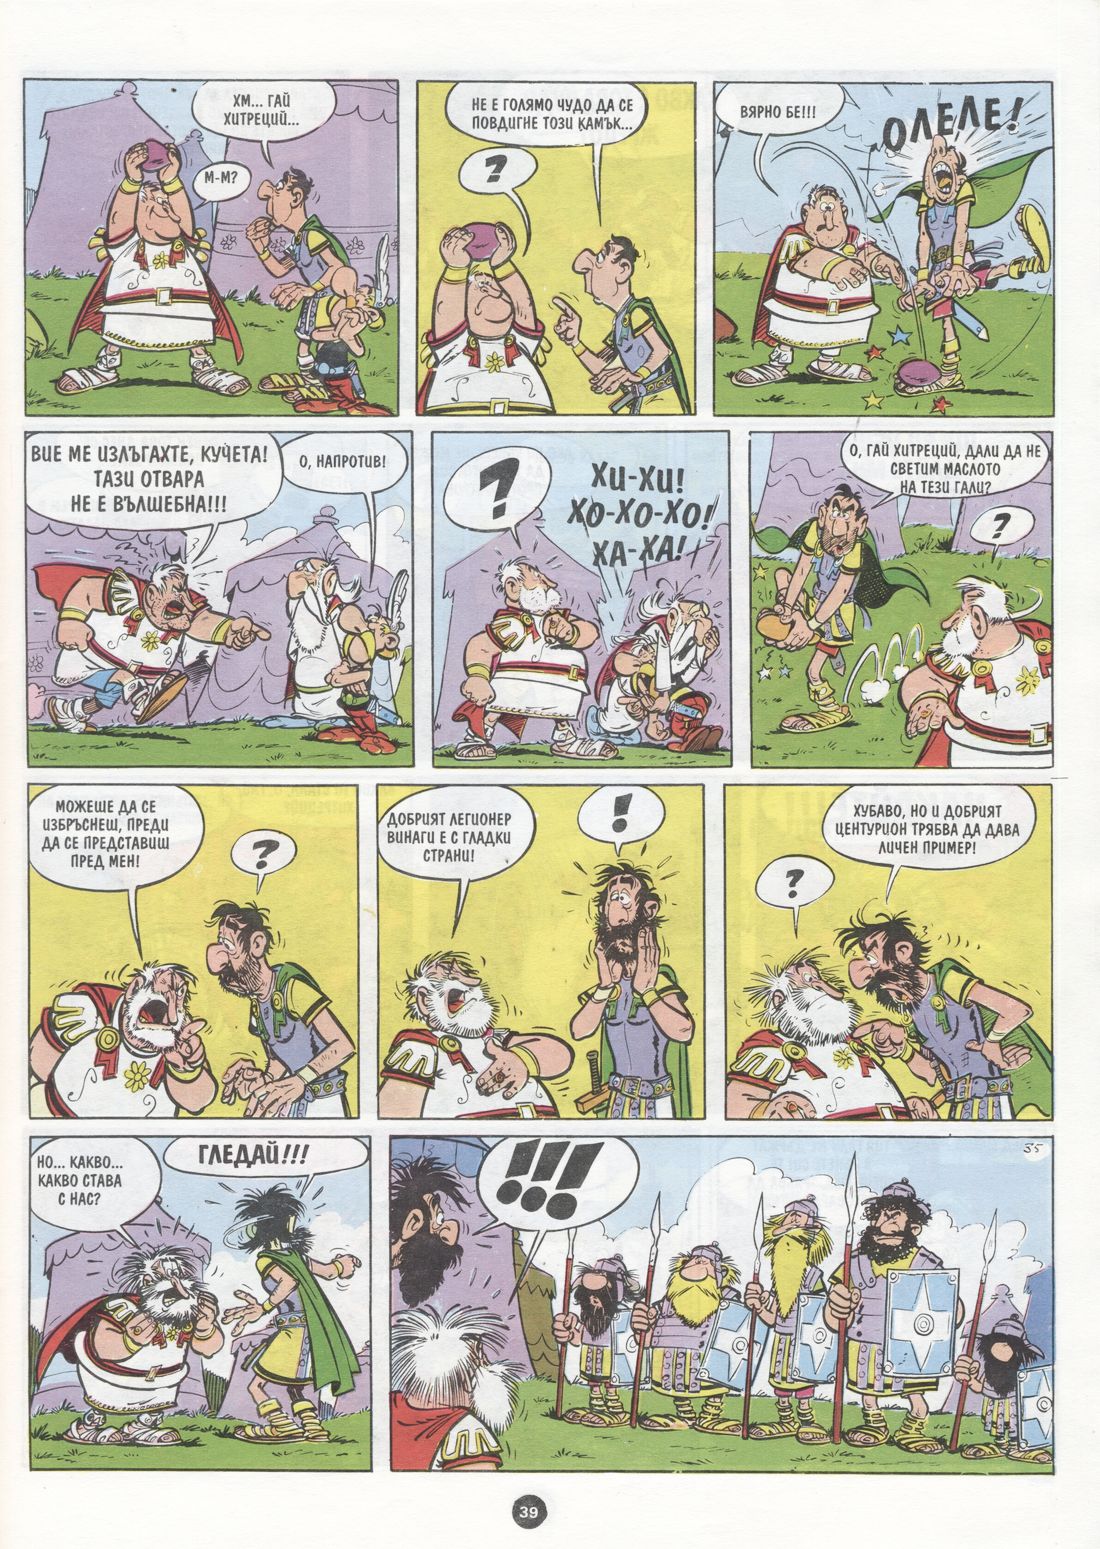 ХМ... ГАЙ
ХИТРЕЦИЙ...
М-М?
НЕ Е ГОЛЯМО ЧУДО ДА СЕ
ПОВДИГНЕ ТОЗИ КАМЪК...
?
ВЯРНО БЕ!!!
ОЛЕЛЕ!
ВИЕ МЕ ИЗЛЪГАХТЕ, КУЧЕТА!
ТАЗИ ОТВАРА
НЕ Е ВЪЛШЕБНА!!!
О, НАПРОТИВ!
?
ХИ-ХИ!
ХО-ХО-ХО!
ХА-ХА!
О, ГАЙ ХИТРЕЦИЙ, ДАЛИ ДА НЕ
СВЕТИМ МАСЛОТО
НА ТЕЗИ ГАЛИ?
?
МОЖЕШЕ ДА СЕ
ИЗБРЪСНЕШ, ПРЕДИ
ДА СЕ ПРЕДСТАВИШ
ПРЕД МЕН!
?
ДОБРИЯТ ЛЕГИОНЕР
ВИНАГИ Е С ГЛАДКИ
СТРАНИ!
!
?
ХУБАВО, НО И ДОБРИЯТ
ЦЕНТУРИОН ТРЯБВА ДА ДАВА
ЛИЧЕН ПРИМЕР!
НО... КАКВО...
КАКВО СТАВА
С НАС?
ГЛЕДАЙ!!!
!!!
35
39